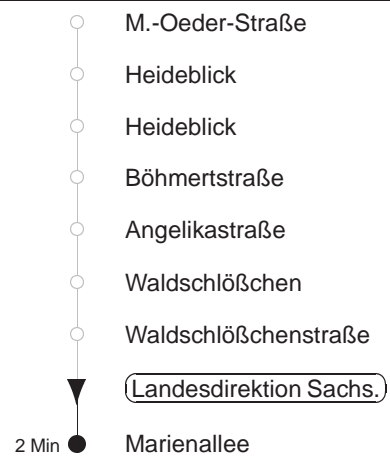 M.-Oeder-Straße
Heideblick
Heideblick
Böhmertstraße
Angelikastraße
Waldschlößchen
Waldschlößchenstraße
Landesdirektion Sachs.
2 Min Marienallee